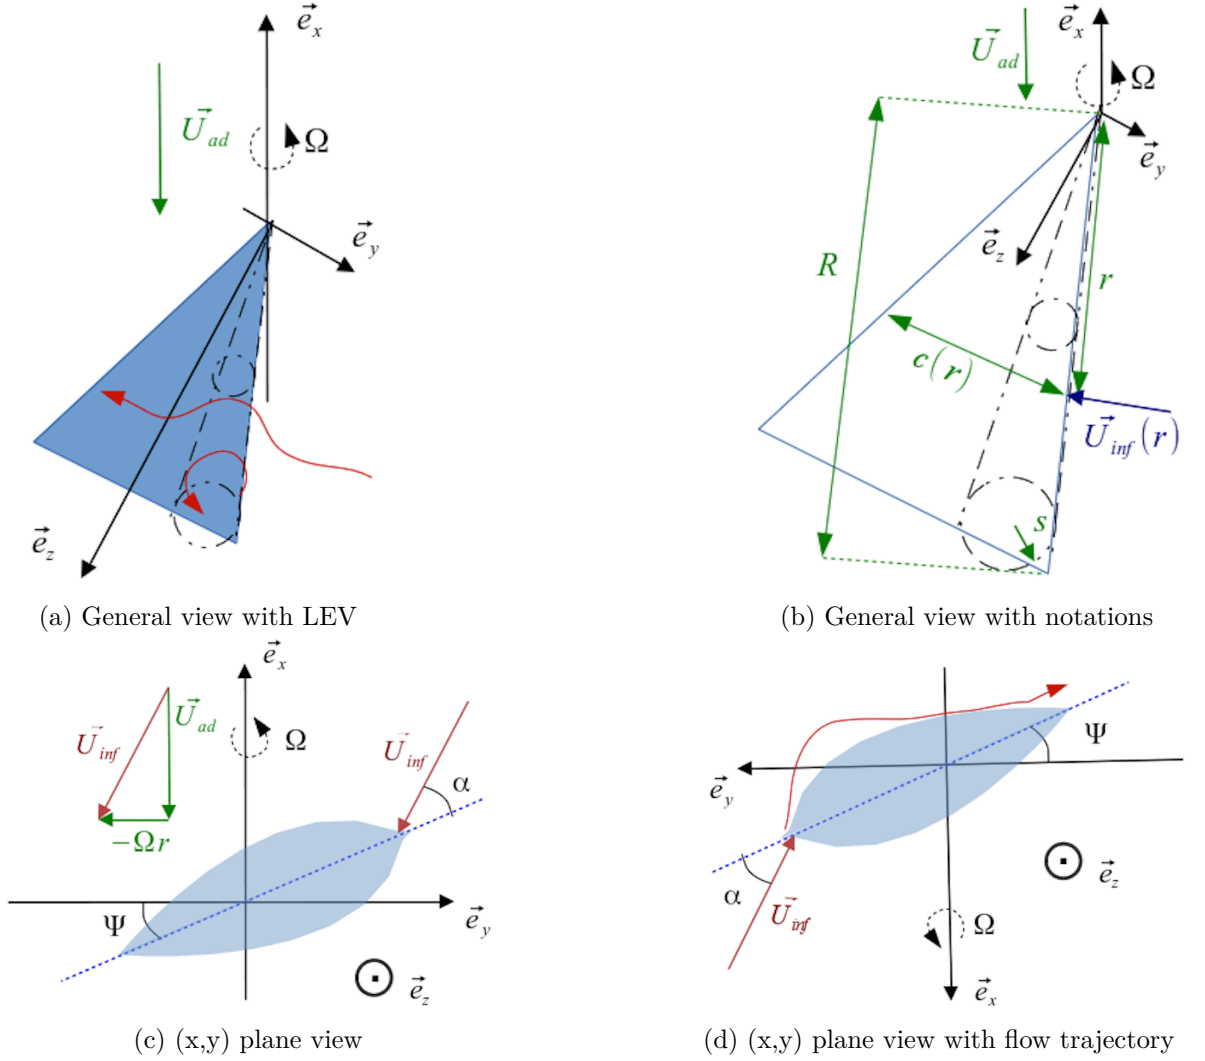 e⃗x
U⃗ad
Ω
e⃗y
e⃗z
(a) General view with LEV
e⃗x
U⃗ad
Ω
e⃗y
e⃗z
R
r
c(r)
U⃗inf(r)
s
(b) General view with notations
e⃗x
U⃗ad
U⃗inf
Ω
U⃗inf
α
−Ωr
Ψ
e⃗y
e⃗z
(c) (x,y) plane view
Ψ
e⃗y
e⃗z
α
U⃗inf
Ω
e⃗x
(d) (x,y) plane view with flow trajectory